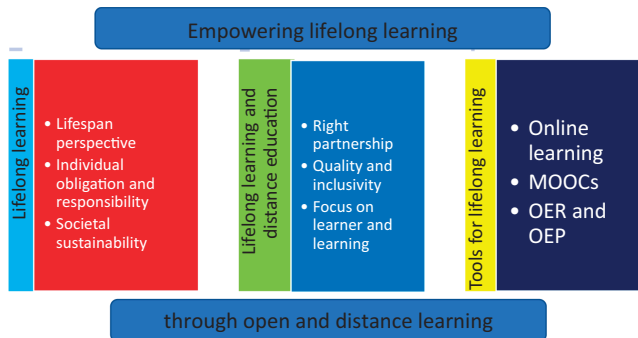 Empowering lifelong learning
Lifelong learning
• Lifespan
perspective
• Individual
obligation and
responsibility
• Societal
sustainability
Lifelong learning and
distance education
• Right
partnership
• Quality and
inclusivity
• Focus on
learner and
learning
Tools for lifelong learning
• Online
learning
• MOOCs
• OER and
OEP
through open and distance learning